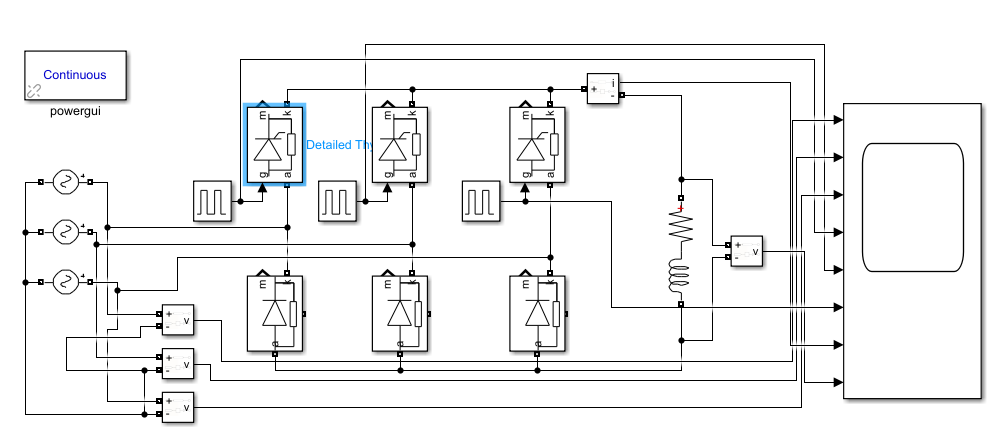 Continuous
powergui
Detailed Thy
m
k
g
a
m
k
g
a
m
k
g
a
i
+
-
+
+
+
+
+
-
v
m
k
a
m
k
a
m
k
a
+
-
v
+
-
v
+
-
v